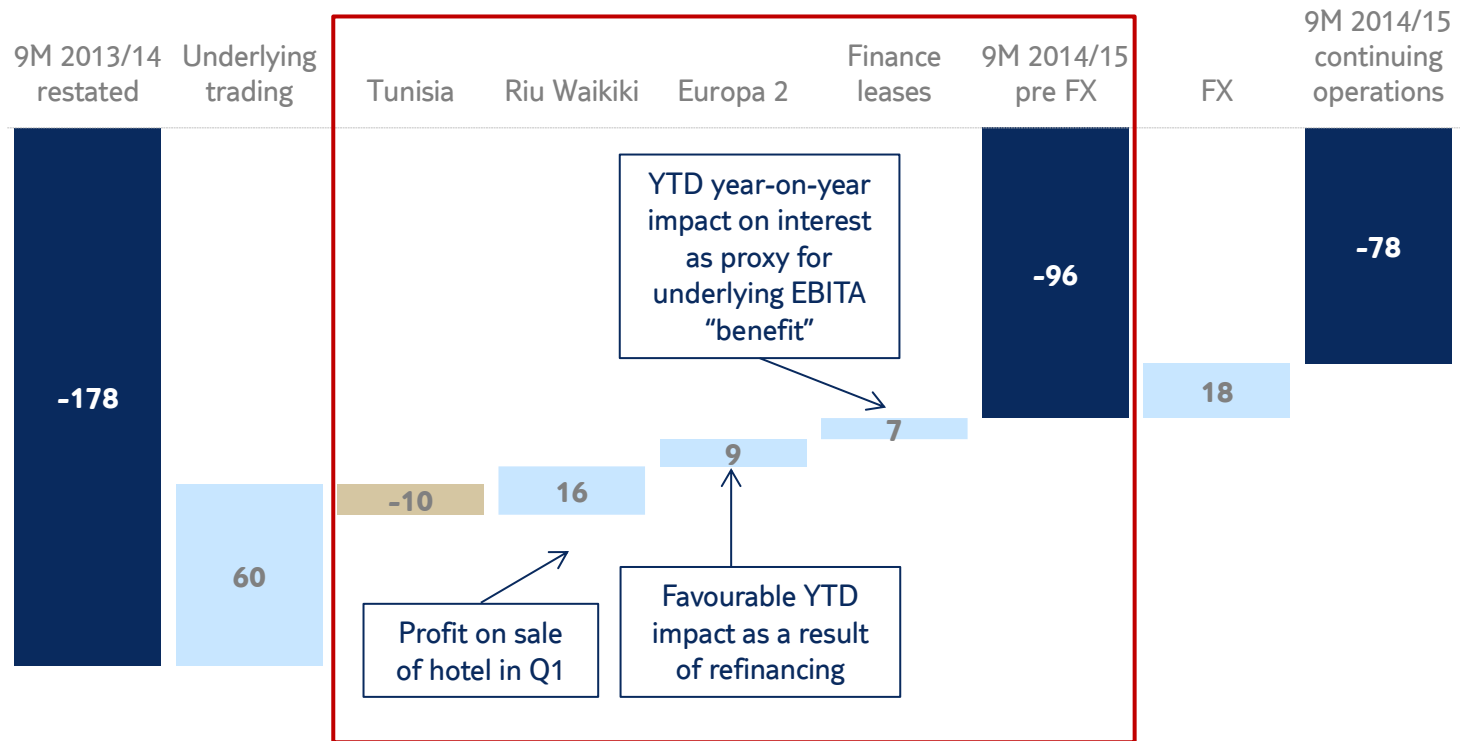 9M 2013/14
restated
Underlying
trading
Tunisia
Riu Waikiki
Europa 2
Finance
leases
9M 2014/15
pre FX
FX
9M 2014/15
continuing
operations
YTD year-on-year
impact on interest
as proxy for
underlying EBITA
“benefit”
-178
60
-10
16
9
7
-96
18
-78
Profit on sale
of hotel in Q1
Favourable YTD
impact as a result
of refinancing